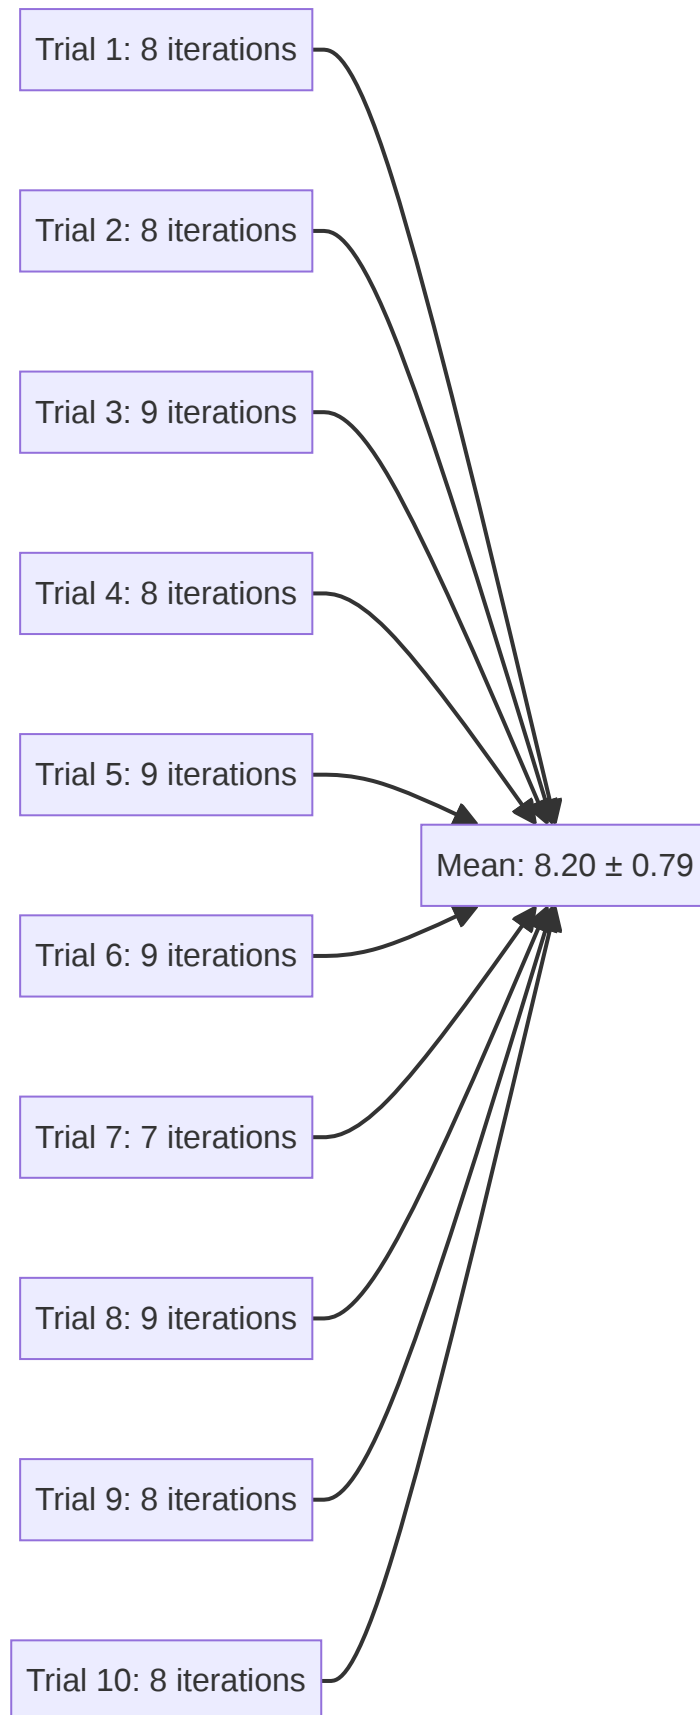 Trial 1: 8 iterations
Trial 2: 8 iterations
Trial 3: 9 iterations
Trial 4: 8 iterations
Trial 5: 9 iterations
Mean: 8.20 ± 0.79
Trial 6: 9 iterations
Trial 7: 7 iterations
Trial 8: 9 iterations
Trial 9: 8 iterations
Trial 10: 8 iterations